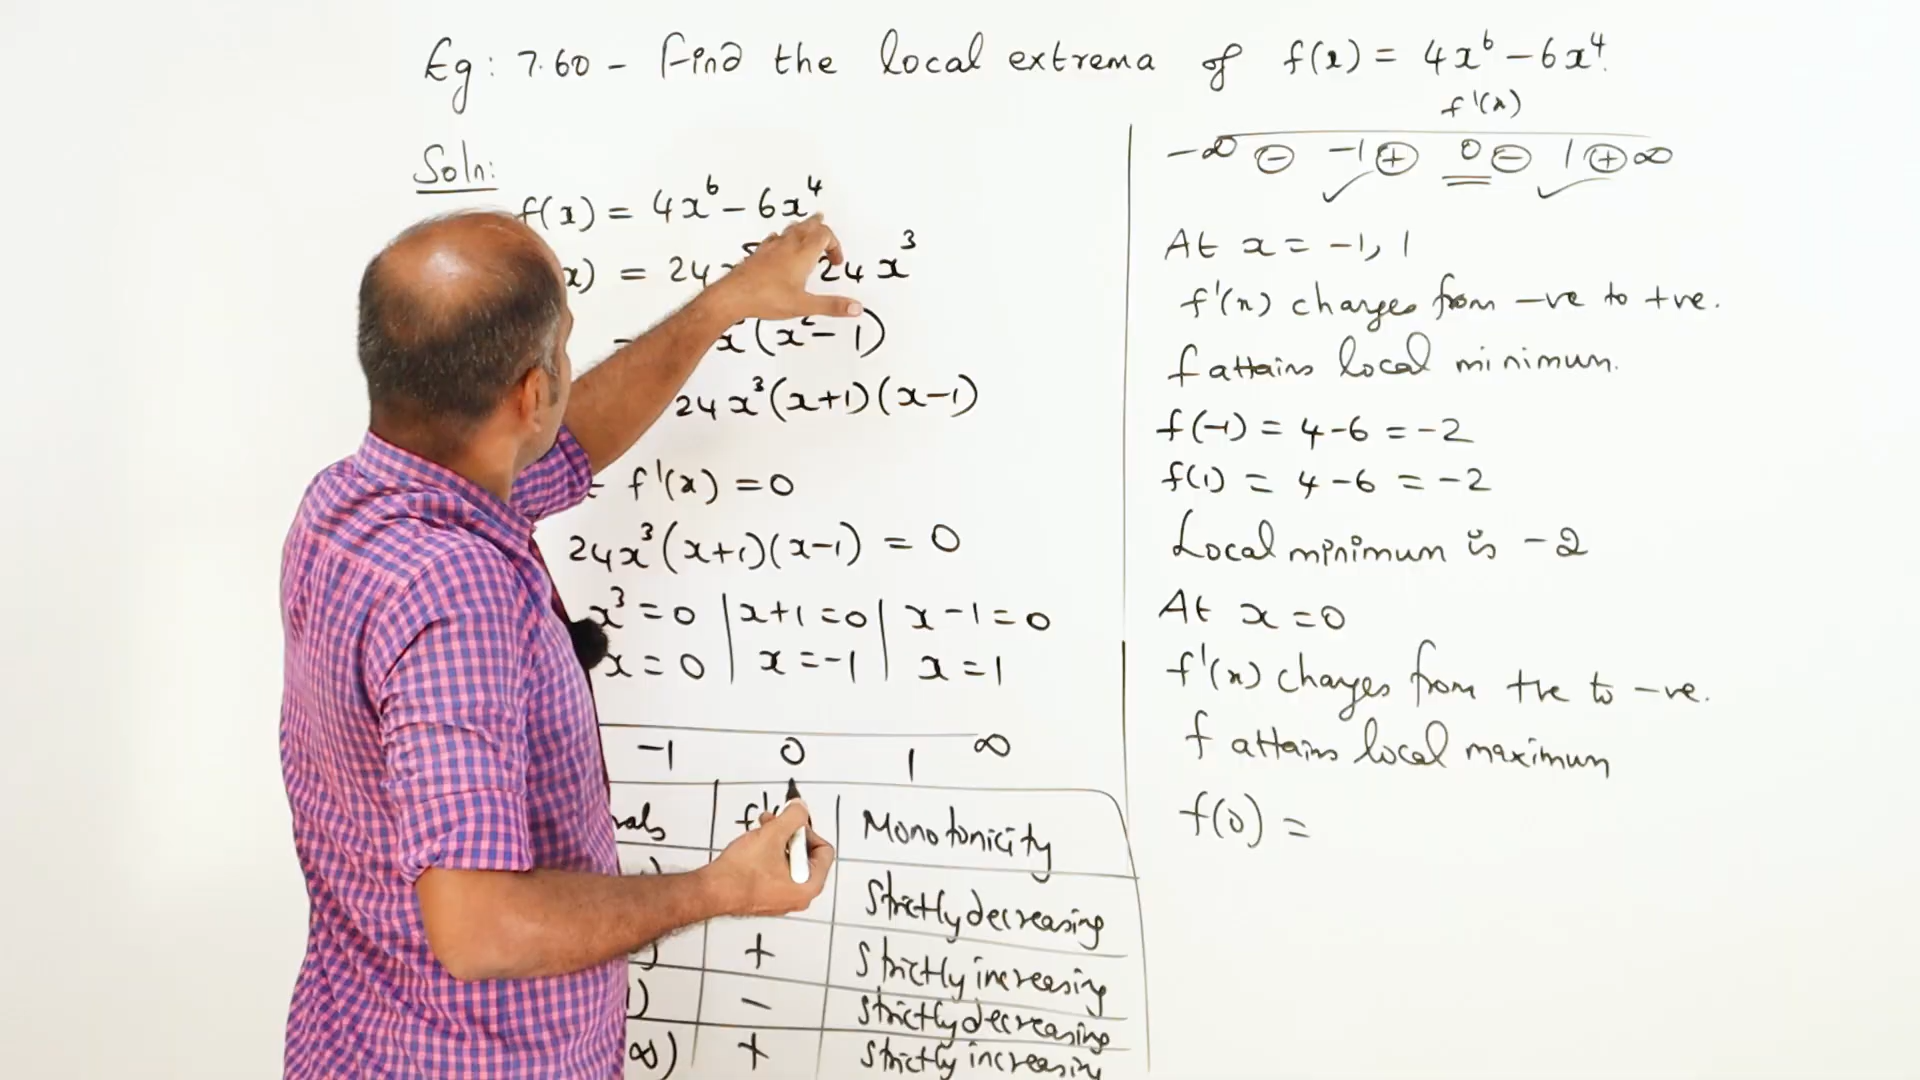 Eg: 7.60 - Find the local extrema of f(x) = 4x⁶ - 6x⁴.
Soln:
f(x) = 4x⁶ - 6x⁴
x) = 24x 24x³
x (x² - 1)
24x³(x+1)(x-1)
f'(x) = 0
24x³(x+1)(x-1) = 0
x³ = 0 | x+1 = 0 | x-1 = 0
x = 0 | x = -1 | x = 1
-1 0 1 ∞
Monotonicity
Strictly decreasing
) + Strictly increasing
1) - Strictly decreasing
∞) + Strictly increasing
f'(x)
-∞ ⊖ -1 ⊕ 0 ⊖ 1 ⊕ ∞
At x = -1, 1
f'(x) changes from -ve to +ve.
f attains local minimum.
f(-1) = 4-6 = -2
f(1) = 4-6 = -2
Local minimum is -2
At x = 0
f'(x) changes from +ve to -ve.
f attains local maximum
f(0) =